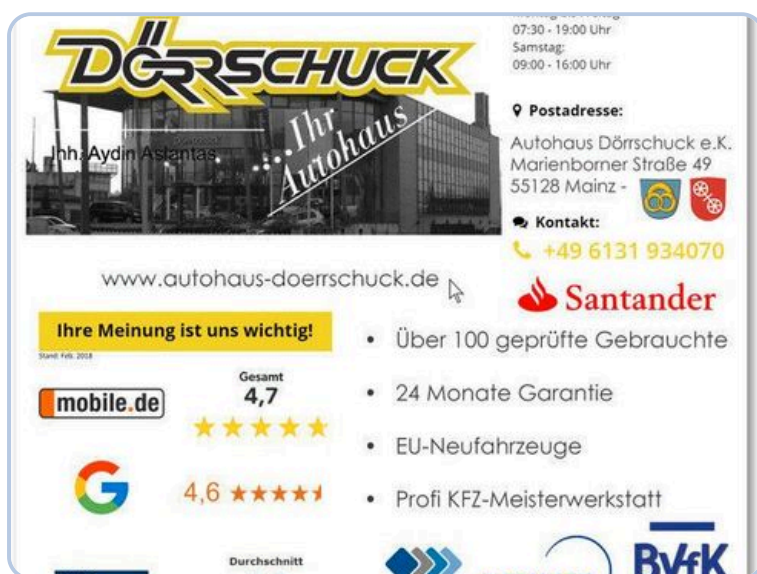 07:30 - 19:00 Uhr
Samstag:
09:00 - 16:00 Uhr
DÖRRSCHUCK
...Ihr
Autohaus
Inh. Aydin Aslantas
Postadresse:
Autohaus Dörrschuck e.K.
Marienborner Straße 49
55128 Mainz -
Kontakt:
+49 6131 934070
www.autohaus-doerrschuck.de
Santander
Ihre Meinung ist uns wichtig!
Stand: Feb. 2018
mobile.de
Gesamt
4,7
G
4,6
Durchschnitt
• Über 100 geprüfte Gebrauchte
• 24 Monate Garantie
• EU-Neufahrzeuge
• Profi KFZ-Meisterwerkstatt
BVfK